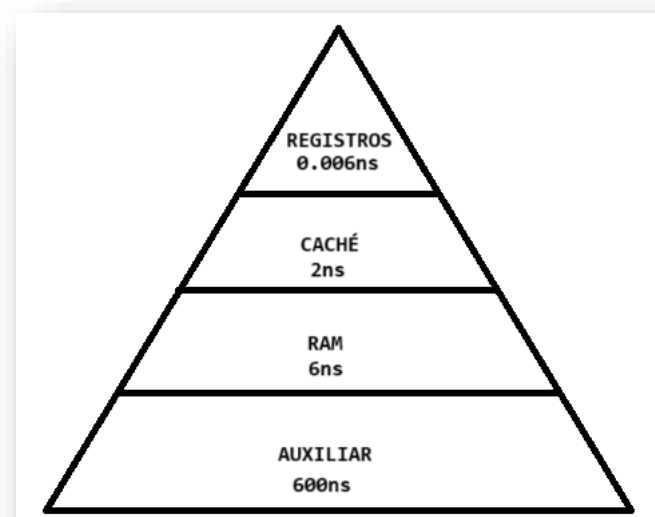 REGISTROS
0.006ns
CACHÉ
2ns
RAM
6ns
AUXILIAR
600ns